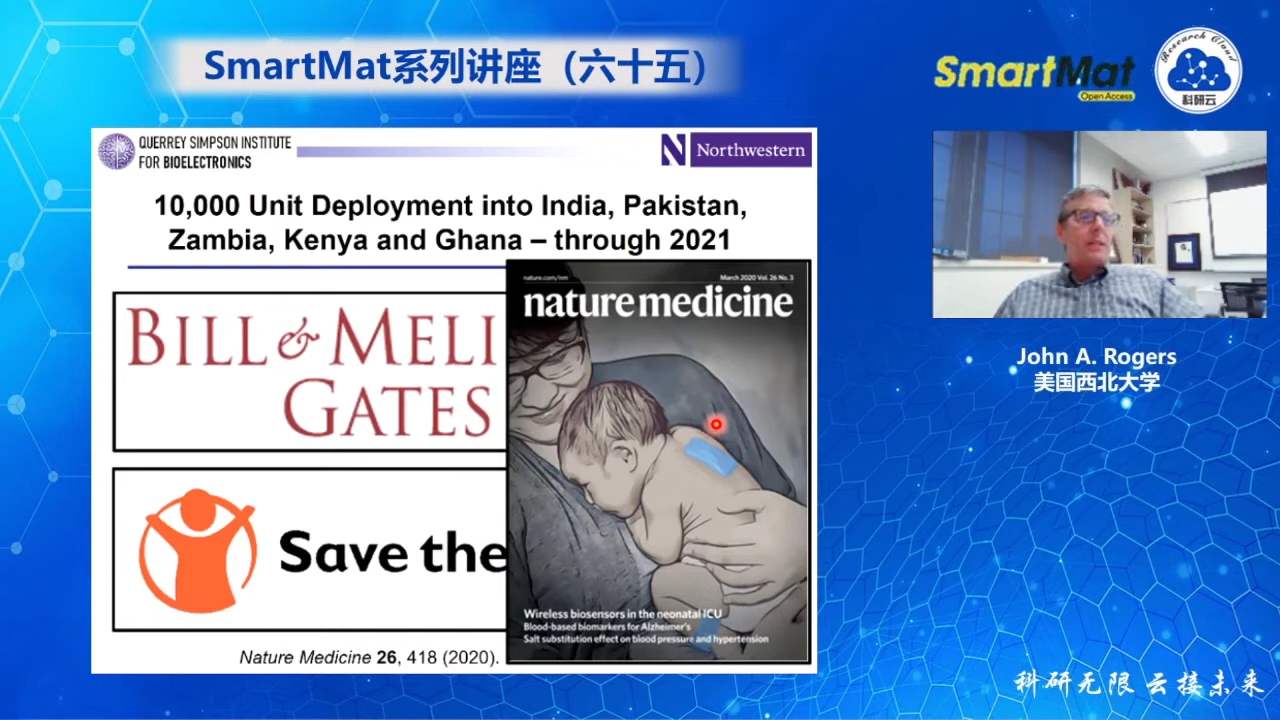 SmartMat系列讲座（六十五）
SmartMat
Open Access
Research Cloud
科研云
QUERREY SIMPSON INSTITUTE
FOR BIOELECTRONICS
N Northwestern
10,000 Unit Deployment into India, Pakistan,
Zambia, Kenya and Ghana – through 2021
BILL & MELI
GATES
Save the
nature.com/nm
March 2020 Vol. 26 No. 3
nature medicine
Wireless biosensors in the neonatal ICU
Blood-based biomarkers for Alzheimer's
Salt substitution effect on blood pressure and hypertension
Nature Medicine 26, 418 (2020).
John A. Rogers
美国西北大学
科研无限 云接未来